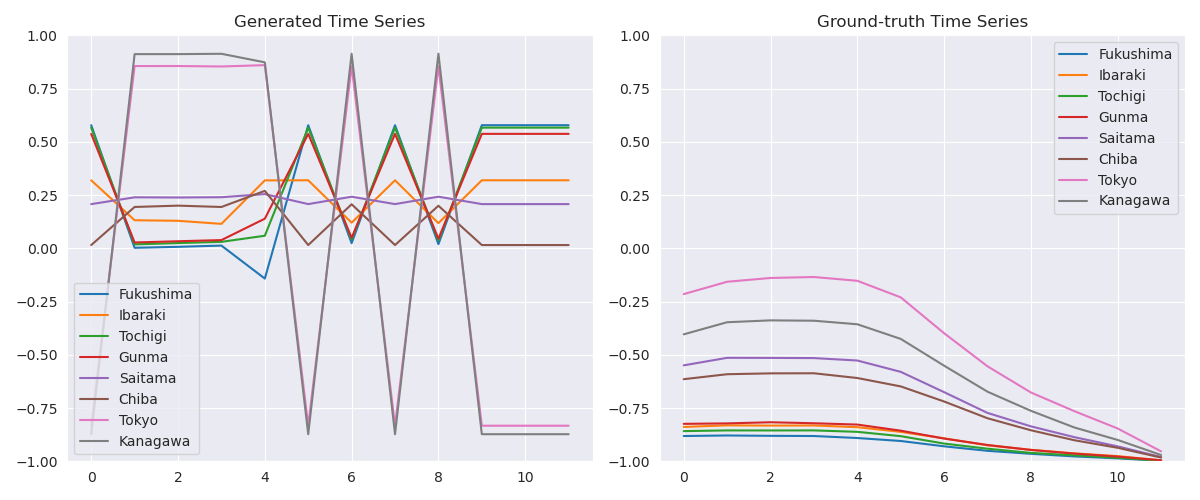 Generated Time Series
1.00
0.75
0.50
0.25
0.00
−0.25
−0.50
−0.75
−1.00
0 2 4 6 8 10
Fukushima
Ibaraki
Tochigi
Gunma
Saitama
Chiba
Tokyo
Kanagawa
Ground-truth Time Series
1.00
0.75
0.50
0.25
0.00
−0.25
−0.50
−0.75
−1.00
0 2 4 6 8 10
Fukushima
Ibaraki
Tochigi
Gunma
Saitama
Chiba
Tokyo
Kanagawa